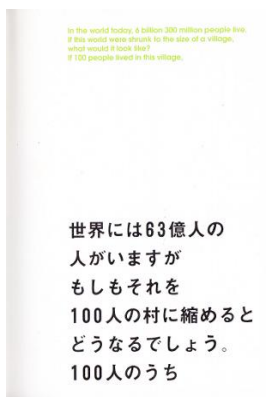 In the world today, 6 billion 300 million people live.
If this world were shrunk to the size of a village,
what would it look like?
If 100 people lived in this village,
世界には63億人の
人がいますが
もしもそれを
100人の村に縮めると
どうなるでしょう。
100人のうち